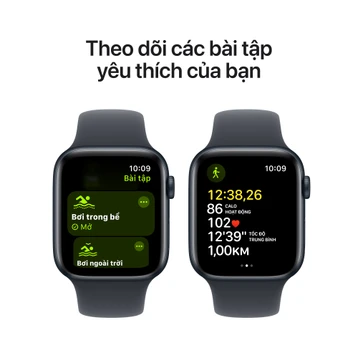 Theo dõi các bài tập
yêu thích của bạn
10:09
Bài tập
Bơi trong bể
Mở
Bơi ngoài trời
10:09
12:38,26
86 CALO HOẠT ĐỘNG
102
12'39" TỐC ĐỘ TRUNG BÌNH
1,00KM